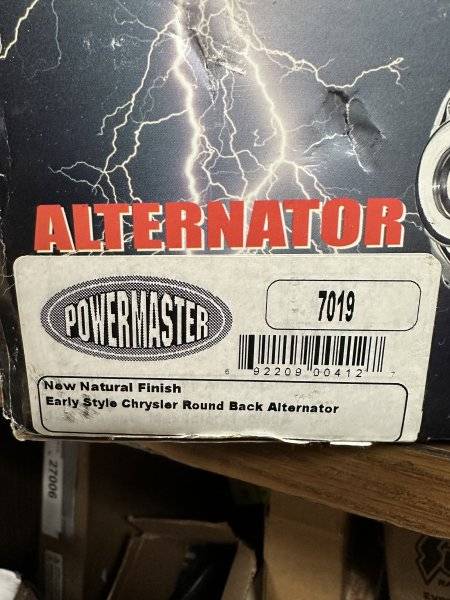 ALTERNATOR
POWERMASTER
7019
6 92209 00412 7
New Natural Finish
Early Style Chrysler Round Back Alternator
27006